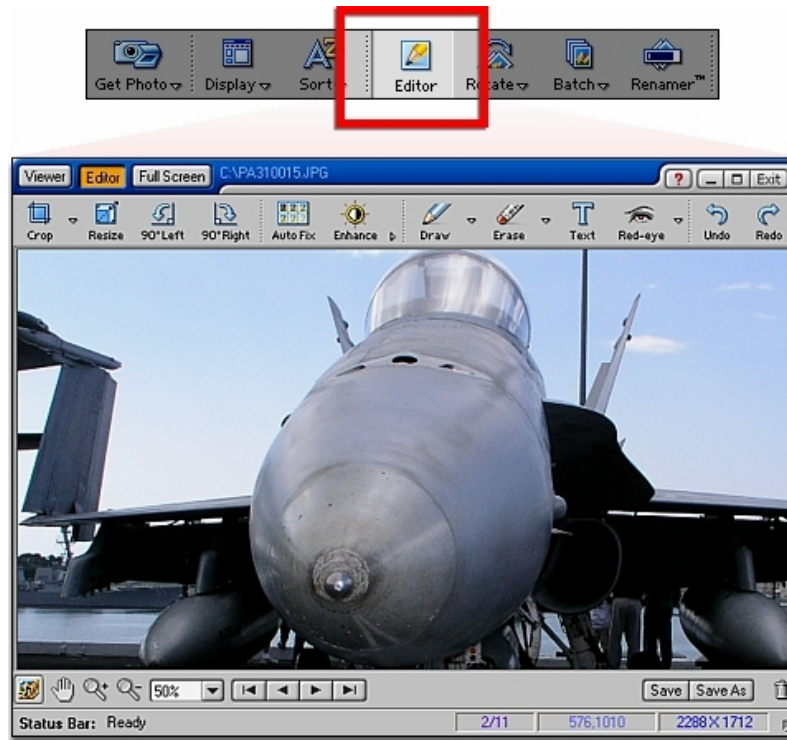 Get Photo Display Sort Editor Rotate Batch Renamer™
Viewer Editor Full Screen C:\PA310015.JPG ? Exit
Crop Resize 90°Left 90°Right Auto Fix Enhance Draw Erase Text Red-eye Undo Redo
50% Save Save As
Status Bar: Ready 2/11 576,1010 2288X1712